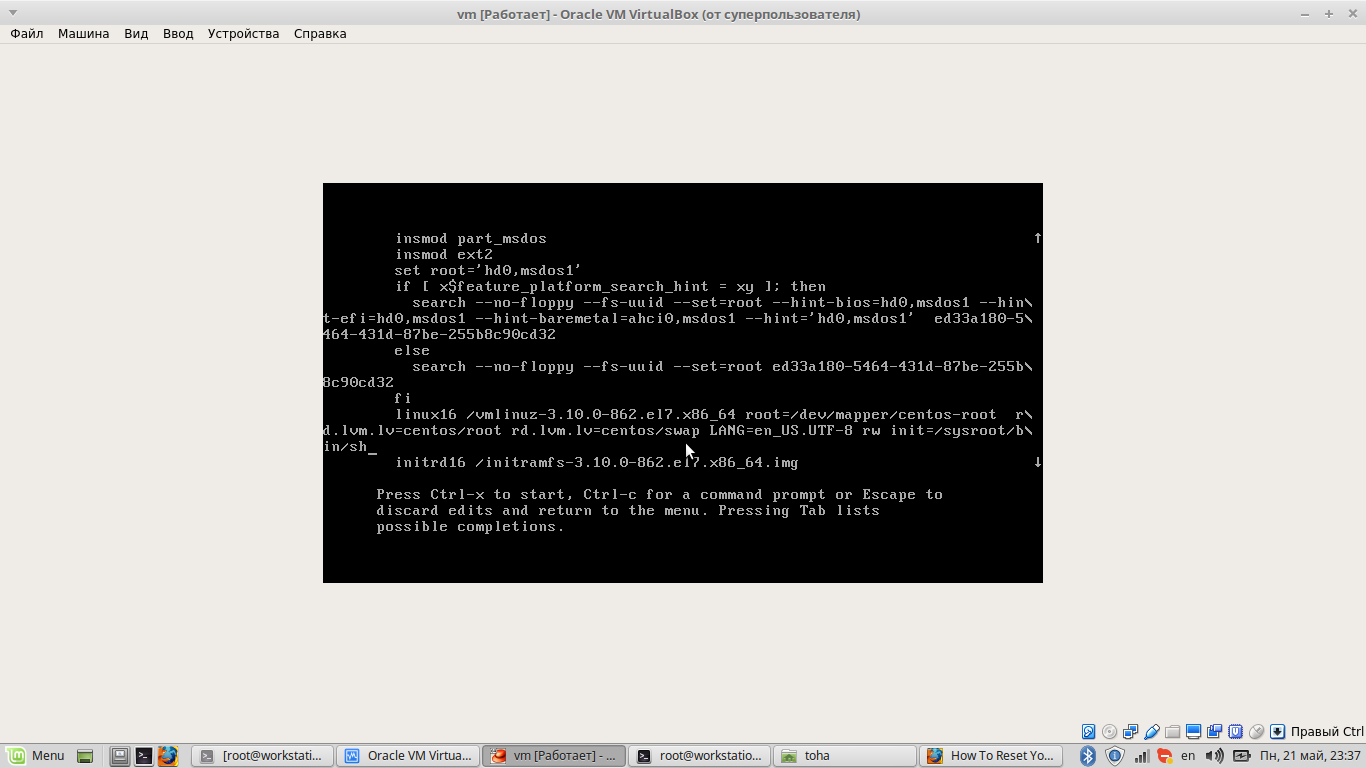 vm [Работает] - Oracle VM VirtualBox (от суперпользователя)
Файл Машина Вид Ввод Устройства Справка
insmod part_msdos
insmod ext2
set root='hd0,msdos1'
if [ x$feature_platform_search_hint = xy ]; then
search --no-floppy --fs-uuid --set=root --hint-bios=hd0,msdos1 --hin\
t-efi=hd0,msdos1 --hint-baremetal=ahci0,msdos1 --hint='hd0,msdos1'  ed33a180-5\
464-431d-87be-255b8c90cd32
else
search --no-floppy --fs-uuid --set=root ed33a180-5464-431d-87be-255b\
8c90cd32
fi
linux16 /vmlinuz-3.10.0-862.el7.x86_64 root=/dev/mapper/centos-root  r\
d.lvm.lv=centos/root rd.lvm.lv=centos/swap LANG=en_US.UTF-8 rw init=/sysroot/b\
in/sh_
initrd16 /initramfs-3.10.0-862.el7.x86_64.img
Press Ctrl-x to start, Ctrl-c for a command prompt or Escape to
discard edits and return to the menu. Pressing Tab lists
possible completions.
Правый Ctrl
Menu [root@workstati... Oracle VM Virtua... vm [Работает] - ... root@workstatio... toha How To Reset Yo... en Пн, 21 май, 23:37